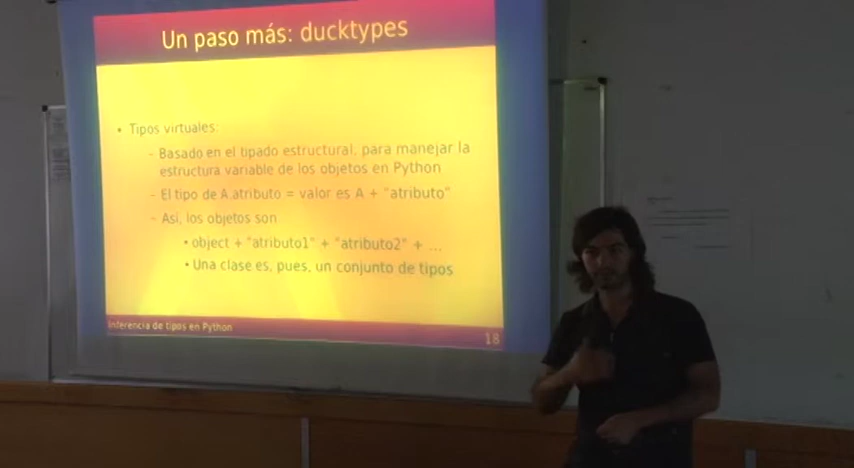 Un paso más: ducktypes
• Tipos virtuales:
– Basado en el tipado estructural, para manejar la
estructura variable de los objetos en Python
– El tipo de A.atributo = valor es A + "atributo"
– Asi, los objetos son
• object + "atributo1" + "atributo2" + ...
• Una clase es, pues, un conjunto de tipos
Inferencia de tipos en Python
18